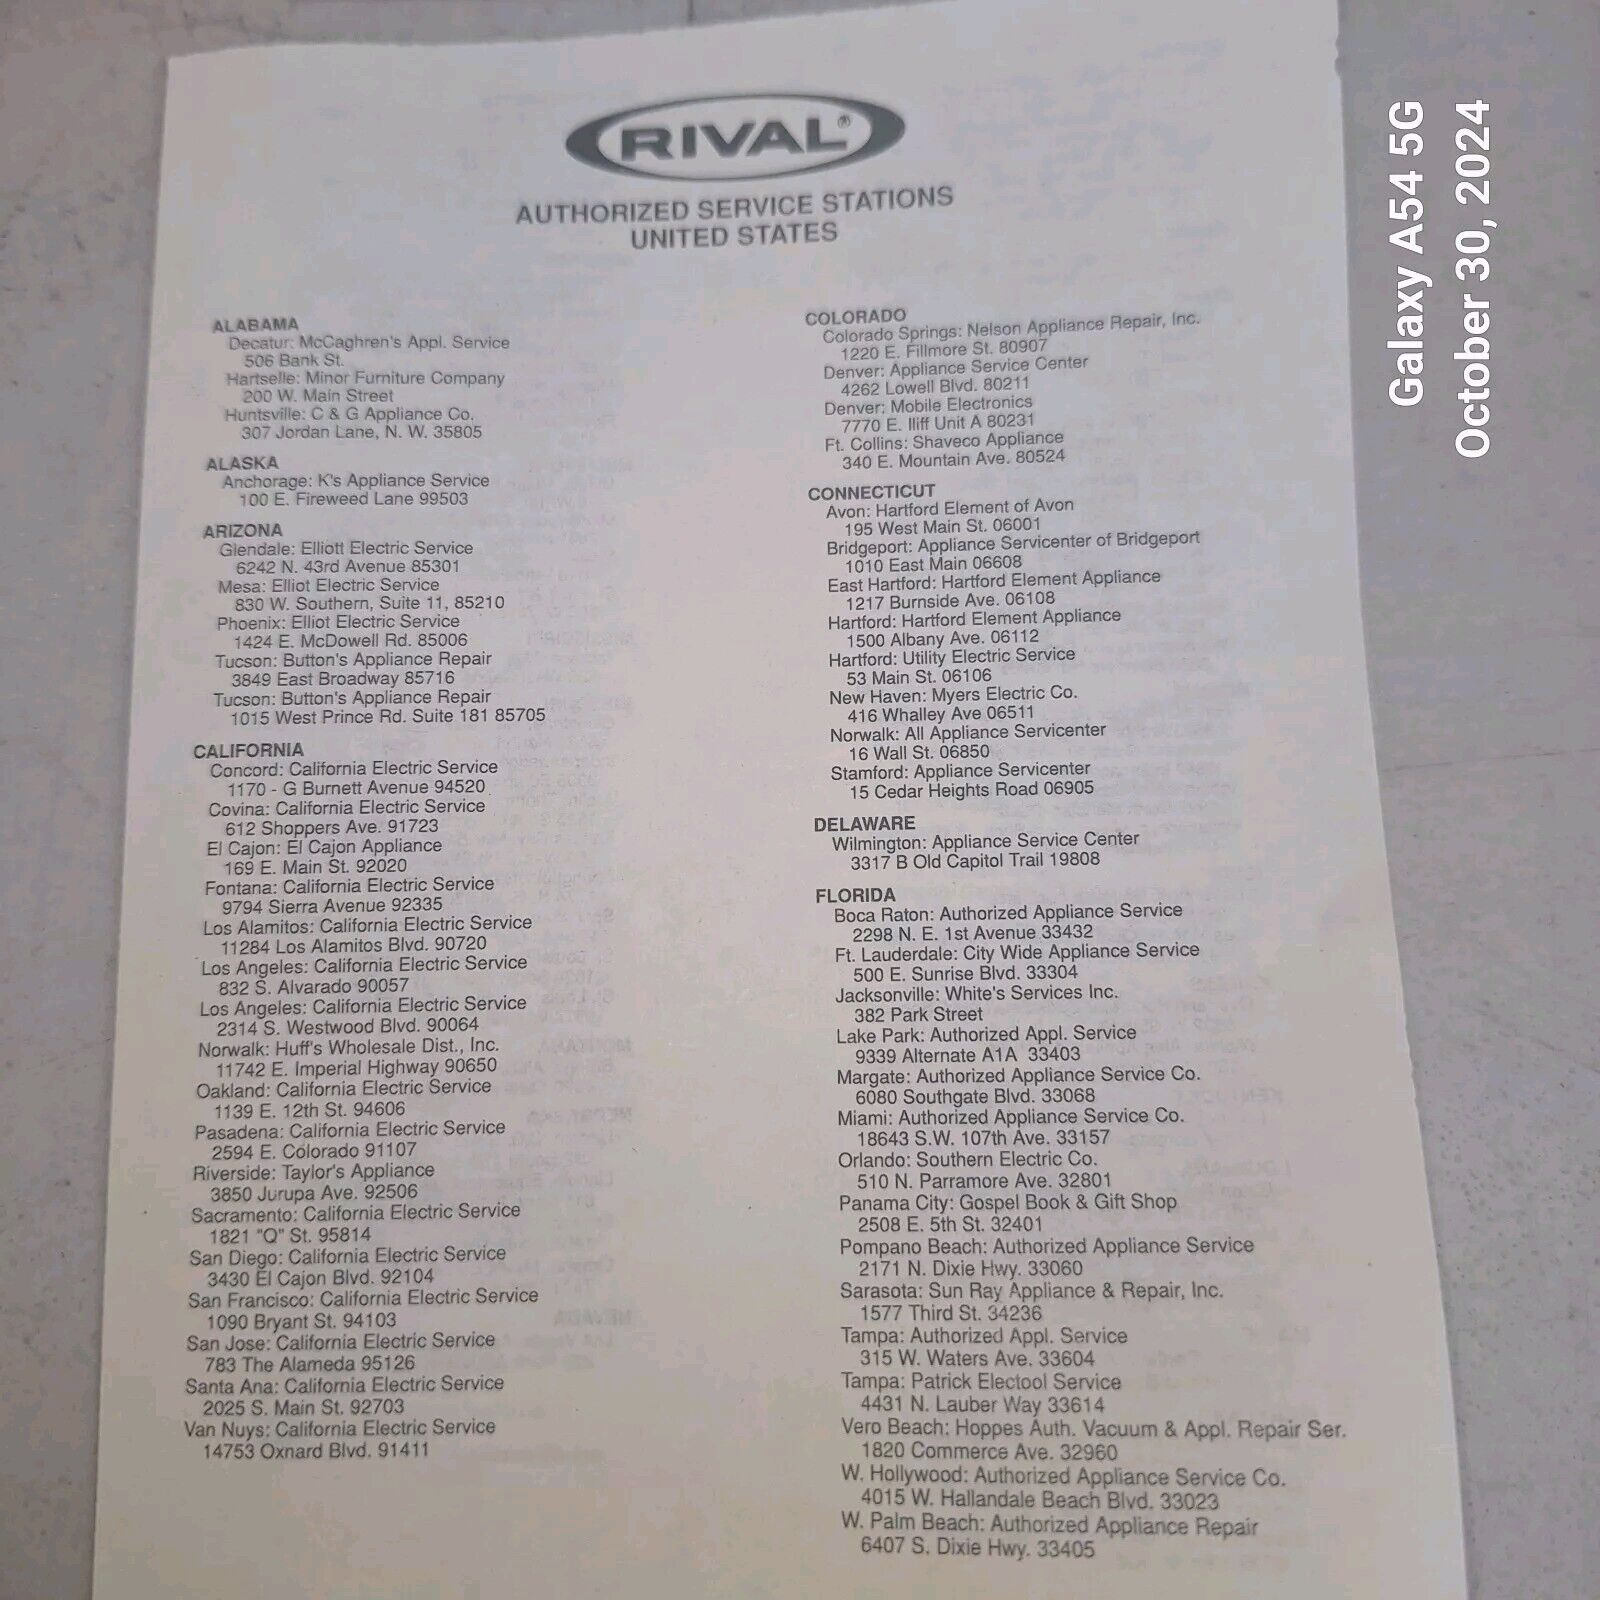 RIVAL®
AUTHORIZED SERVICE STATIONS
UNITED STATES
ALABAMA
Decatur: McCaghren's Appl. Service
506 Bank St.
Hartselle: Minor Furniture Company
200 W. Main Street
Huntsville: C & G Appliance Co.
307 Jordan Lane, N. W. 35805
ALASKA
Anchorage: K's Appliance Service
100 E. Fireweed Lane 99503
ARIZONA
Glendale: Elliott Electric Service
6242 N. 43rd Avenue 85301
Mesa: Elliot Electric Service
830 W. Southern, Suite 11, 85210
Phoenix: Elliot Electric Service
1424 E. McDowell Rd. 85006
Tucson: Button's Appliance Repair
3849 East Broadway 85716
Tucson: Button's Appliance Repair
1015 West Prince Rd. Suite 181 85705
CALIFORNIA
Concord: California Electric Service
1170 - G Burnett Avenue 94520
Covina: California Electric Service
612 Shoppers Ave. 91723
El Cajon: El Cajon Appliance
169 E. Main St. 92020
Fontana: California Electric Service
9794 Sierra Avenue 92335
Los Alamitos: California Electric Service
11284 Los Alamitos Blvd. 90720
Los Angeles: California Electric Service
832 S. Alvarado 90057
Los Angeles: California Electric Service
2314 S. Westwood Blvd. 90064
Norwalk: Huff's Wholesale Dist., Inc.
11742 E. Imperial Highway 90650
Oakland: California Electric Service
1139 E. 12th St. 94606
Pasadena: California Electric Service
2594 E. Colorado 91107
Riverside: Taylor's Appliance
3850 Jurupa Ave. 92506
Sacramento: California Electric Service
1821 "Q" St. 95814
San Diego: California Electric Service
3430 El Cajon Blvd. 92104
San Francisco: California Electric Service
1090 Bryant St. 94103
San Jose: California Electric Service
783 The Alameda 95126
Santa Ana: California Electric Service
2025 S. Main St. 92703
Van Nuys: California Electric Service
14753 Oxnard Blvd. 91411
COLORADO
Colorado Springs: Nelson Appliance Repair, Inc.
1220 E. Fillmore St. 80907
Denver: Appliance Service Center
4262 Lowell Blvd. 80211
Denver: Mobile Electronics
7770 E. Iliff Unit A 80231
Ft. Collins: Shaveco Appliance
340 E. Mountain Ave. 80524
CONNECTICUT
Avon: Hartford Element of Avon
195 West Main St. 06001
Bridgeport: Appliance Servicenter of Bridgeport
1010 East Main 06608
East Hartford: Hartford Element Appliance
1217 Burnside Ave. 06108
Hartford: Hartford Element Appliance
1500 Albany Ave. 06112
Hartford: Utility Electric Service
53 Main St. 06106
New Haven: Myers Electric Co.
416 Whalley Ave 06511
Norwalk: All Appliance Servicenter
16 Wall St. 06850
Stamford: Appliance Servicenter
15 Cedar Heights Road 06905
DELAWARE
Wilmington: Appliance Service Center
3317 B Old Capitol Trail 19808
FLORIDA
Boca Raton: Authorized Appliance Service
2298 N. E. 1st Avenue 33432
Ft. Lauderdale: City Wide Appliance Service
500 E. Sunrise Blvd. 33304
Jacksonville: White's Services Inc.
382 Park Street
Lake Park: Authorized Appl. Service
9339 Alternate A1A 33403
Margate: Authorized Appliance Service Co.
6080 Southgate Blvd. 33068
Miami: Authorized Appliance Service Co.
18643 S.W. 107th Ave. 33157
Orlando: Southern Electric Co.
510 N. Parramore Ave. 32801
Panama City: Gospel Book & Gift Shop
2508 E. 5th St. 32401
Pompano Beach: Authorized Appliance Service
2171 N. Dixie Hwy. 33060
Sarasota: Sun Ray Appliance & Repair, Inc.
1577 Third St. 34236
Tampa: Authorized Appl. Service
315 W. Waters Ave. 33604
Tampa: Patrick Electool Service
4431 N. Lauber Way 33614
Vero Beach: Hoppes Auth. Vacuum & Appl. Repair Ser.
1820 Commerce Ave. 32960
W. Hollywood: Authorized Appliance Service Co.
4015 W. Hallandale Beach Blvd. 33023
W. Palm Beach: Authorized Appliance Repair
6407 S. Dixie Hwy. 33405
Galaxy A54 5G
October 30, 2024